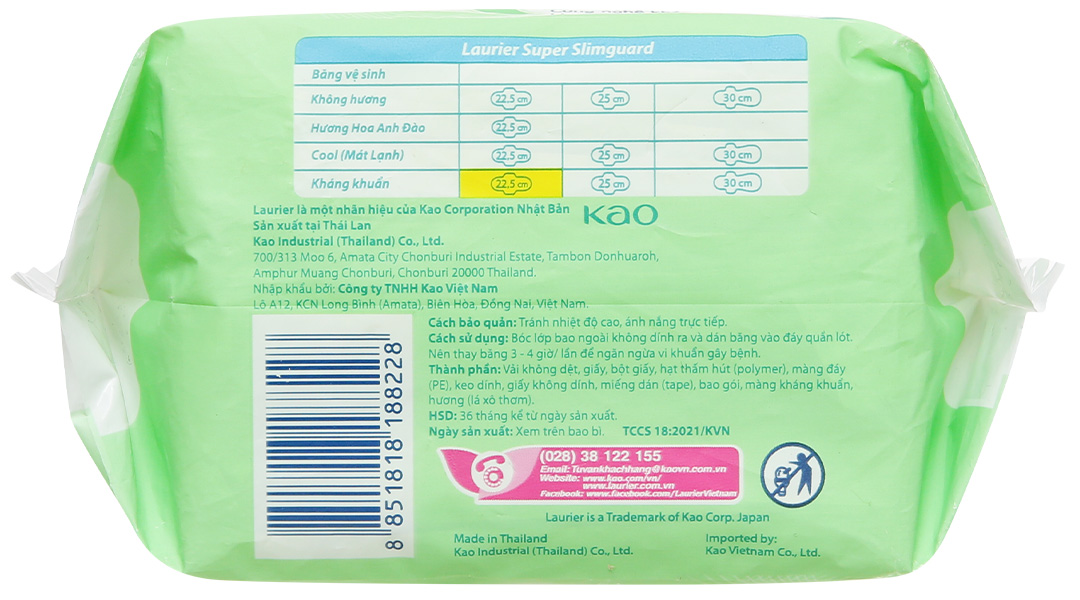 Laurier Super Slimguard
Băng vệ sinh
Không hương 22.5 cm 25 cm 30 cm
Hương Hoa Anh Đào 22.5 cm
Cool (Mát Lạnh) 22.5 cm 25 cm 30 cm
Kháng khuẩn 22.5 cm 25 cm 30 cm
Laurier là một nhãn hiệu của Kao Corporation Nhật Bản
Kao
Sản xuất tại Thái Lan
Kao Industrial (Thailand) Co., Ltd.
700/313 Moo 6, Amata City Chonburi Industrial Estate, Tambon Donhuaroh,
Amphur Muang Chonburi, Chonburi 20000 Thailand.
Nhập khẩu bởi: Công ty TNHH Kao Việt Nam
Lô A12, KCN Long Bình (Amata), Biên Hòa, Đồng Nai, Việt Nam.
Cách bảo quản: Tránh nhiệt độ cao, ánh nắng trực tiếp.
Cách sử dụng: Bóc lớp bao ngoài không dính ra và dán băng vào đáy quần lót.
Nên thay băng 3 - 4 giờ/ lần để ngăn ngừa vi khuẩn gây bệnh.
Thành phần: Vải không dệt, giấy, bột giấy, hạt thấm hút (polymer), màng đáy
(PE), keo dính, giấy không dính, miếng dán (tape), bao gói, màng kháng khuẩn,
hương (lá xô thơm).
HSD: 36 tháng kể từ ngày sản xuất.
Ngày sản xuất: Xem trên bao bì. TCCS 18:2021/KVN
8 851818 188228
(028) 38 122 155
Email: Tuvankhachhang@kaovn.com.vn
Website: www.kao.com/vn/
www.laurier.com.vn
Facebook: www.facebook.com/LaurierVietnam
Laurier is a Trademark of Kao Corp. Japan
Made in Thailand
Kao Industrial (Thailand) Co., Ltd.
Imported by:
Kao Vietnam Co., Ltd.